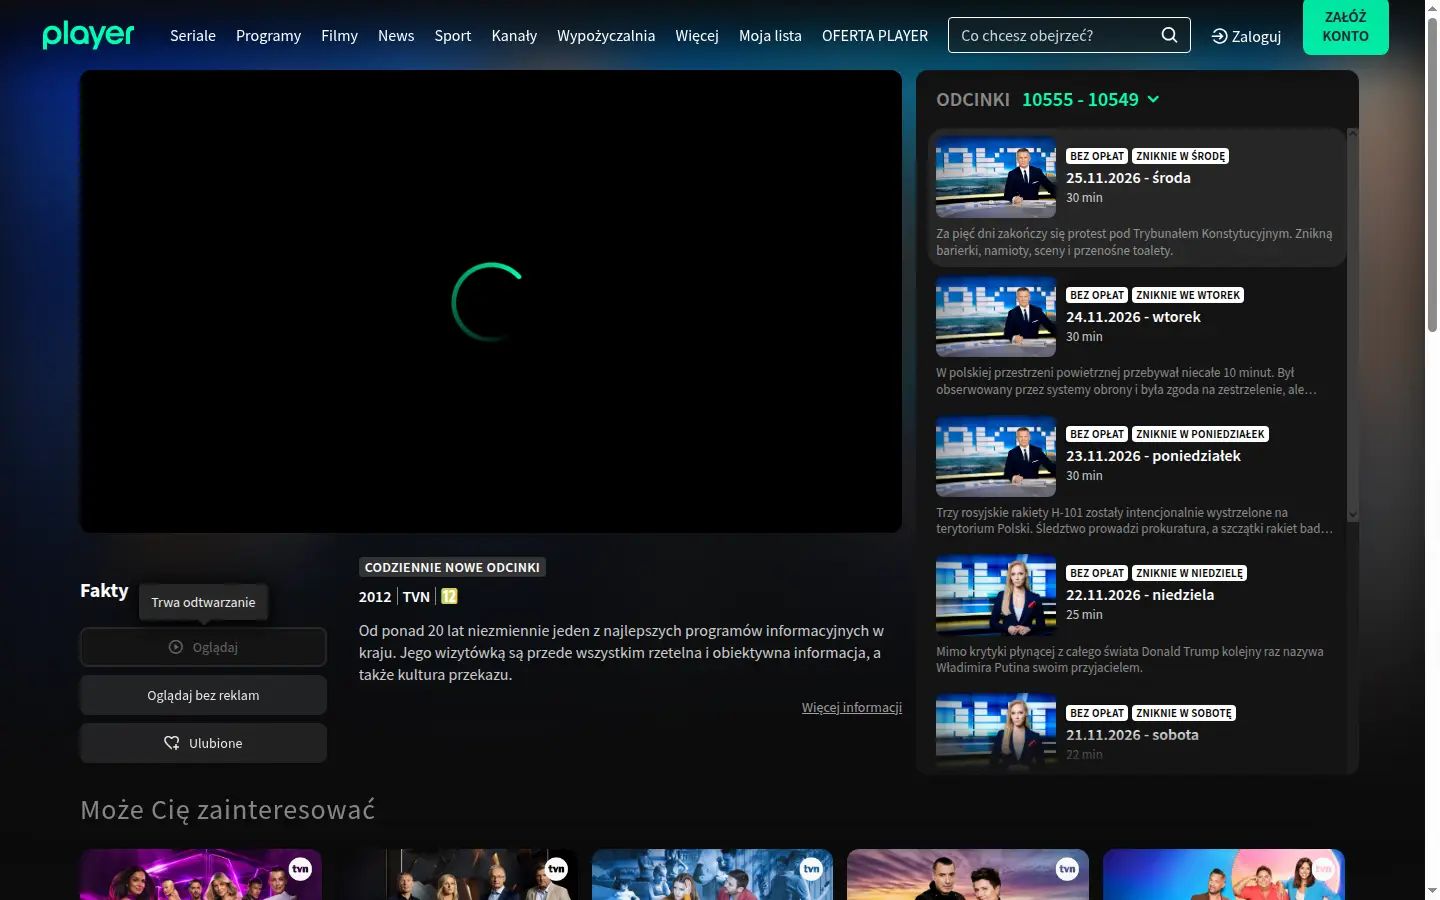 player
Seriale
Programy
Filmy
News
Sport
Kanały
Wypożyczalnia
Więcej
Moja lista
OFERTA PLAYER
Co chcesz obejrzeć?
Zaloguj
ZAŁÓŻ
KONTO
ODCINKI 10555 - 10549
BEZ OPŁAT ZNIKNIE W ŚRODĘ
25.11.2026 - środa
30 min
Za pięć dni zakończy się protest pod Trybunałem Konstytucyjnym. Znikną
barierki, namioty, sceny i przenośne toalety.
BEZ OPŁAT ZNIKNIE WE WTOREK
24.11.2026 - wtorek
30 min
W polskiej przestrzeni powietrznej przebywał niecałe 10 minut. Był
obserwowany przez systemy obrony i była zgoda na zestrzelenie, ale...
BEZ OPŁAT ZNIKNIE W PONIEDZIAŁEK
23.11.2026 - poniedziałek
30 min
Trzy rosyjskie rakiety H-101 zostały intencjonalnie wystrzelone na
terytorium Polski. Śledztwo prowadzi prokuratura, a szczątki rakiet bad...
BEZ OPŁAT ZNIKNIE W NIEDZIELĘ
22.11.2026 - niedziela
25 min
Mimo krytyki płynącej z całego świata Donald Trump kolejny raz nazywa
Władimira Putina swoim przyjacielem.
BEZ OPŁAT ZNIKNIE W SOBOTĘ
21.11.2026 - sobota
22 min
Fakty
Trwa odtwarzanie
Oglądaj
Oglądaj bez reklam
Ulubione
CODZIENNIE NOWE ODCINKI
2012 TVN 12
Od ponad 20 lat niezmiennie jeden z najlepszych programów informacyjnych w
kraju. Jego wizytówką są przede wszystkim rzetelna i obiektywna informacja, a
także kultura przekazu.
Więcej informacji
Może Cię zainteresować
tvn
tvn
tvn
tvn
tvn